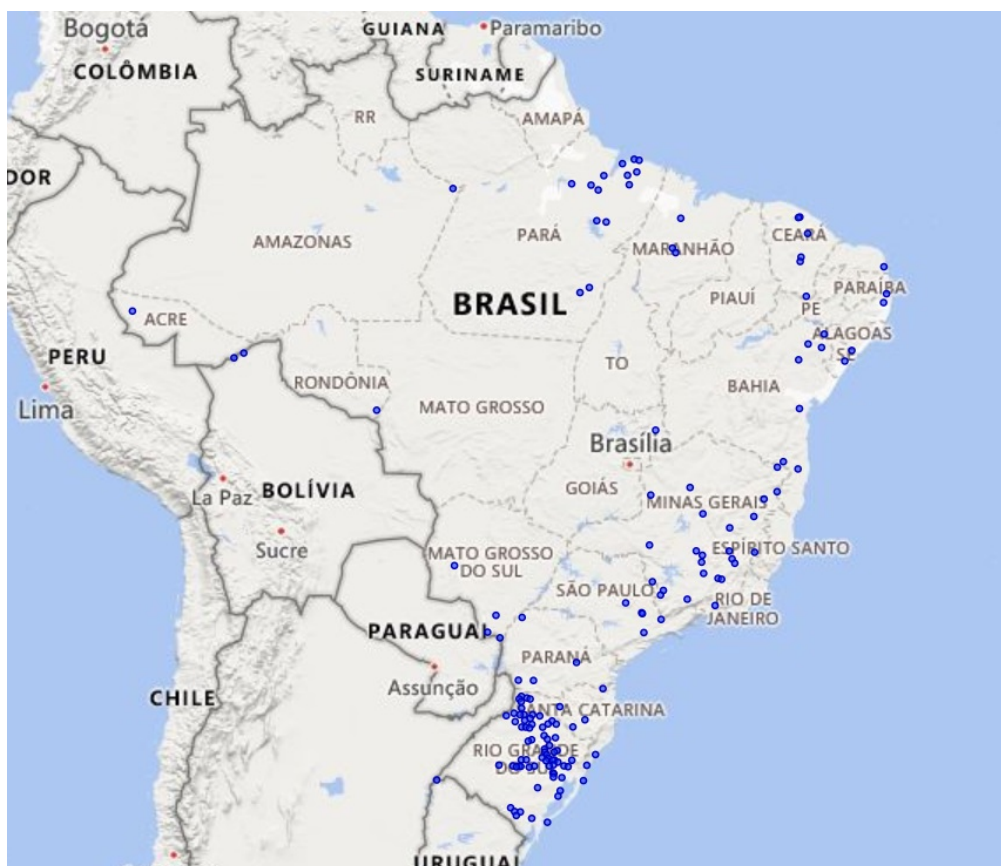 Bogotá
GUIANA
Paramaribo
COLÔMBIA
SURINAME
RR
AMAPÁ
DOR
AMAZONAS
PARÁ
MARANHÃO
CEARÁ
BRASIL
PIAUÍ
PARAÍBA
PE
ACRE
ALAGOAS
SE
PERU
TO
RONDÔNIA
BAHIA
Lima
MATO GROSSO
Brasília
La Paz
BOLÍVIA
GOIÁS
MINAS GERAIS
Sucre
MATO GROSSO
DO SUL
ESPÍRITO SANTO
SÃO PAULO
RIO DE
JANEIRO
PARAGUAI
PARANÁ
Assunção
CHILE
SANTA CATARINA
RIO GRANDE
DO SUL
URUGUAI